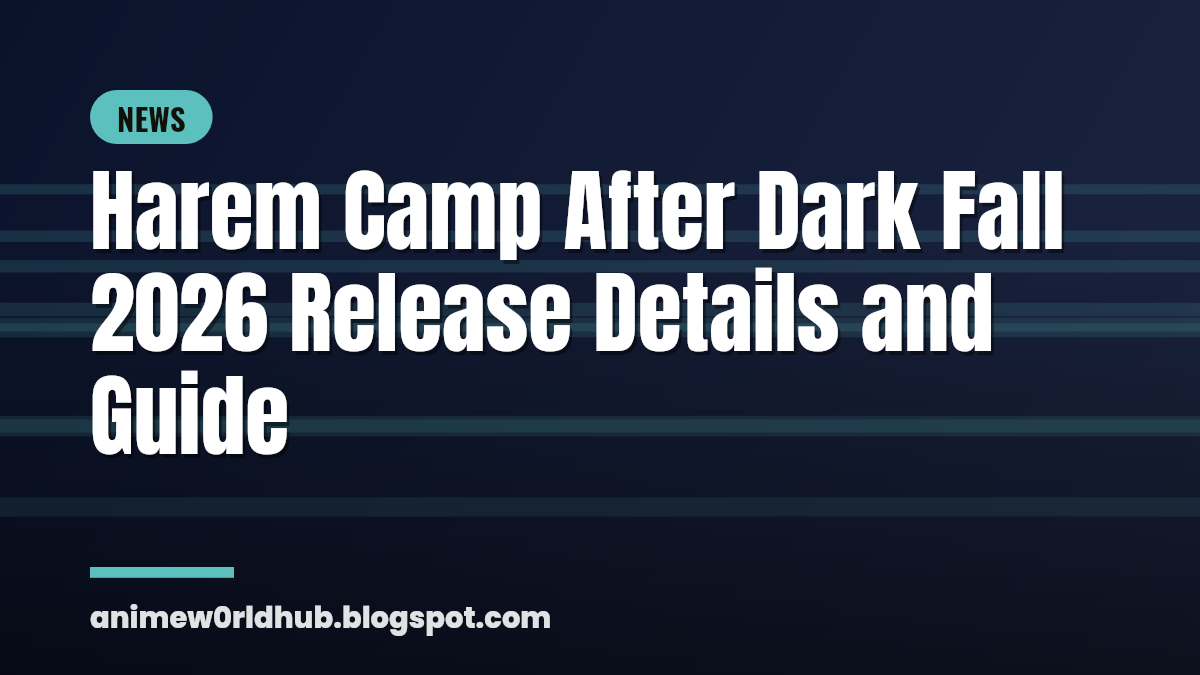 NEWS
Harem Camp After Dark Fall
2026 Release Details and
Guide
animew0rldhub.blogspot.com